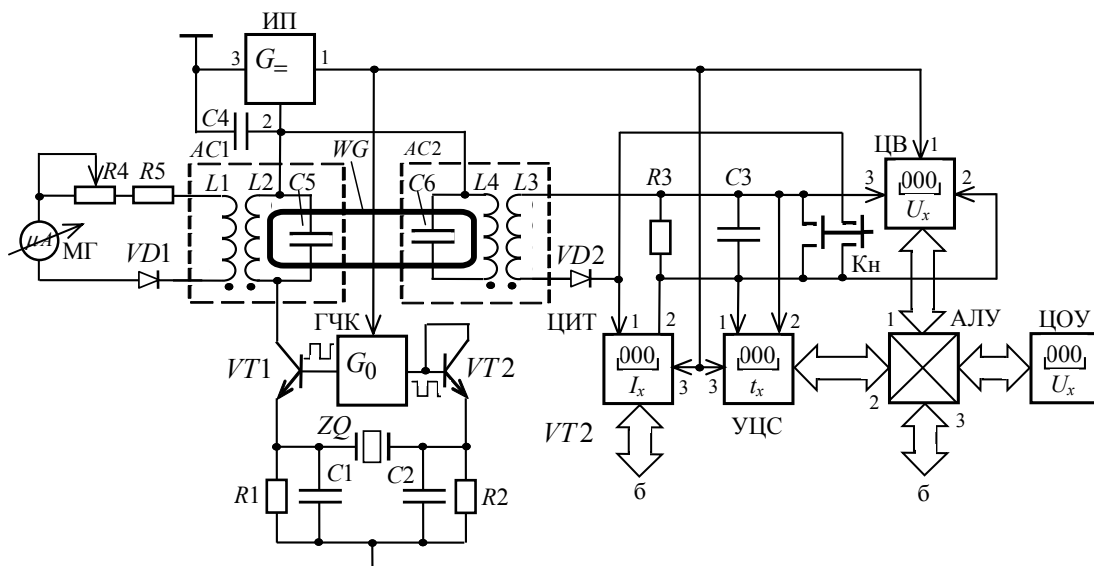 ИП
3
G=
1
C4
2
AC1
WG
AC2
ЦВ
1
R4
R5
L1
L2
C5
C6
L4
L3
R3
C3
3
000
Ux
2
μA
МГ
VD1
VD2
Кн
ГЧК
ЦИТ
1
2
1
2
1
АЛУ
ЦОУ
VT1
G0
VT2
000
Ix
3
3
000
tx
000
Ux
2
3
VT2
УЦС
ZQ
C1
C2
R1
R2
б
б